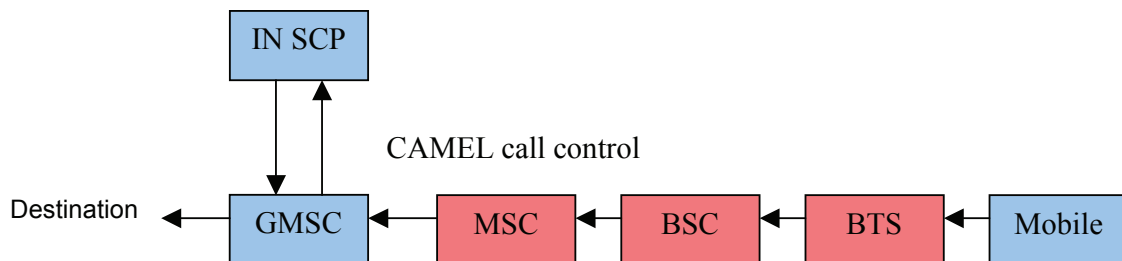 IN SCP
CAMEL call control
Destination
GMSC
MSC
BSC
BTS
Mobile